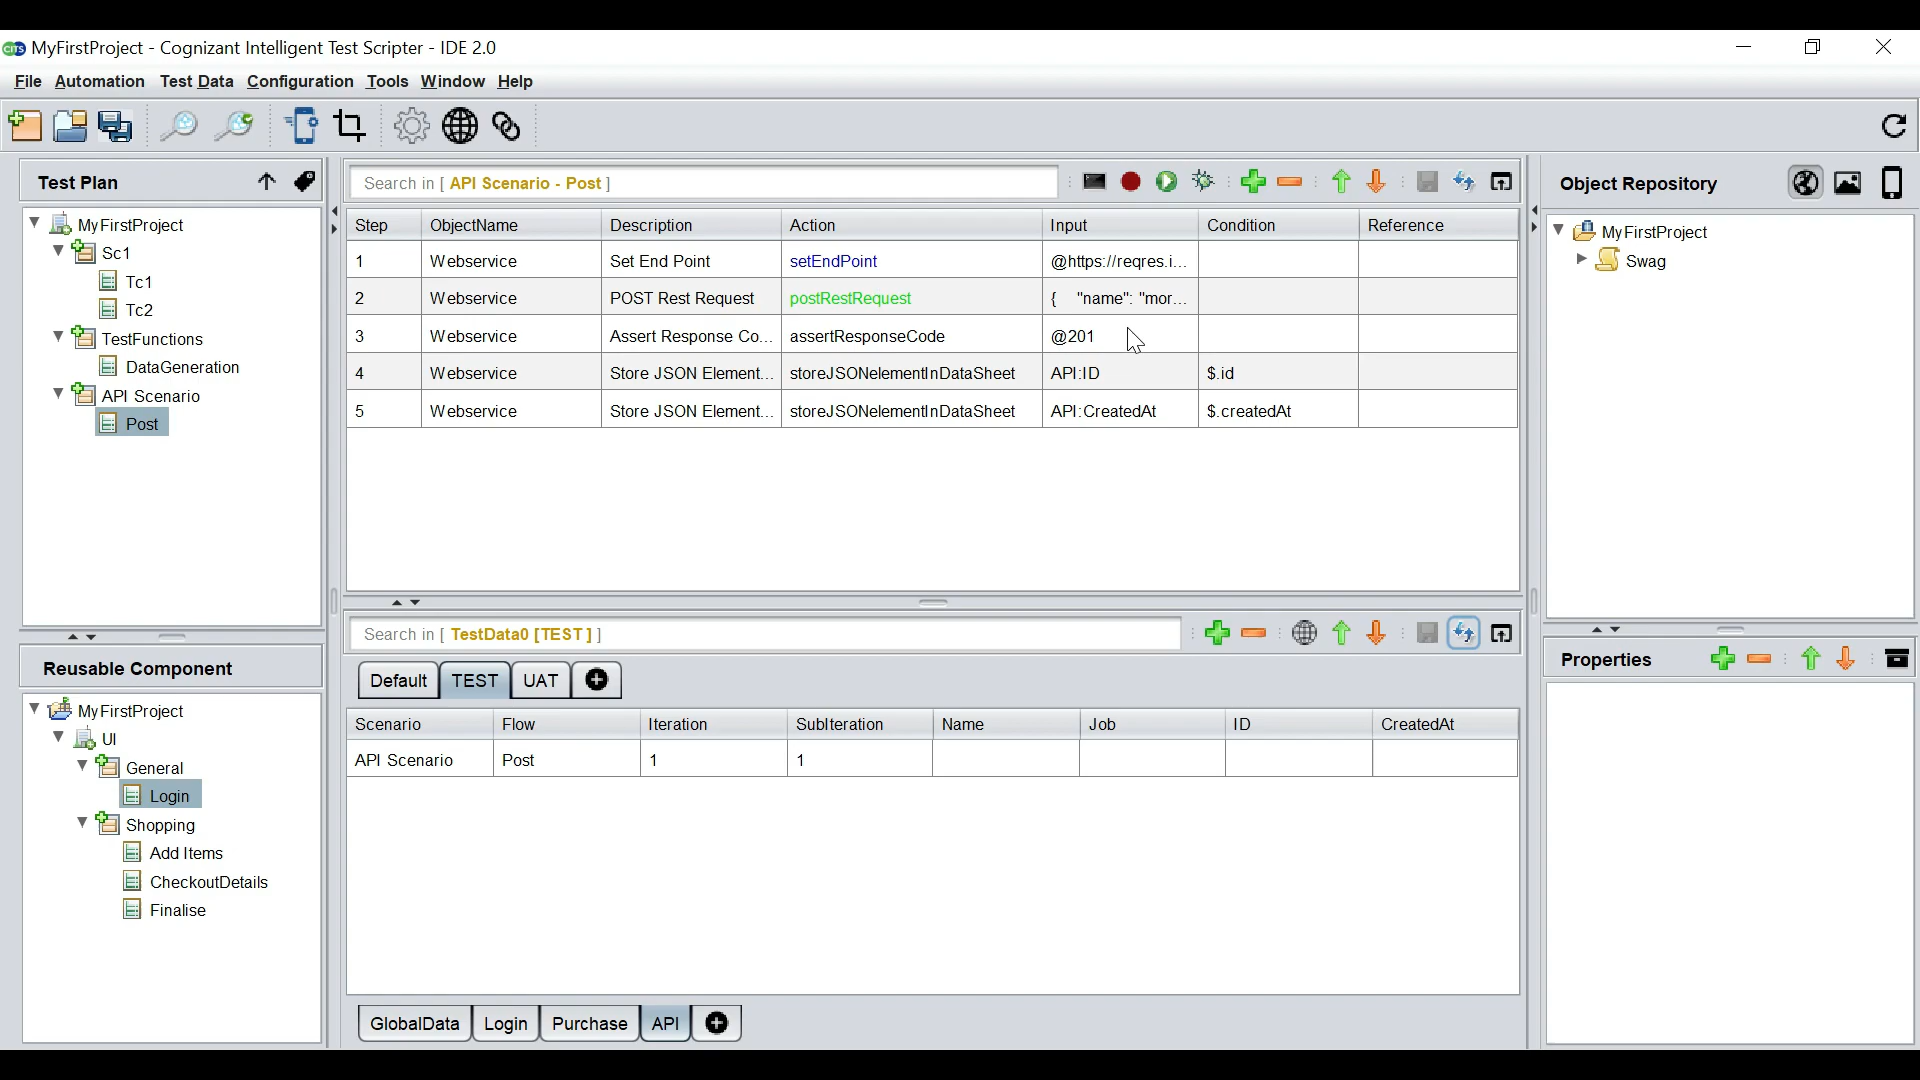 CITS MyFirstProject - Cognizant Intelligent Test Scripter - IDE 2.0
File Automation Test Data Configuration Tools Window Help
Test Plan
MyFirstProject
Sc1
Tc1
Tc2
TestFunctions
DataGeneration
API Scenario
Post
Reusable Component
MyFirstProject
UI
General
Login
Shopping
Add Items
CheckoutDetails
Finalise
Search in [ API Scenario - Post ]
Step ObjectName Description Action Input Condition Reference
1 Webservice Set End Point setEndPoint @https://reqres.i...
2 Webservice POST Rest Request postRestRequest { "name": "mor...
3 Webservice Assert Response Co... assertResponseCode @201
4 Webservice Store JSON Element... storeJSONelementInDataSheet API:ID $.id
5 Webservice Store JSON Element... storeJSONelementInDataSheet API:CreatedAt $.createdAt
Search in [ TestData0 [TEST] ]
Default TEST UAT
Scenario Flow Iteration SubIteration Name Job ID CreatedAt
API Scenario Post 1 1
GlobalData Login Purchase API
Object Repository
MyFirstProject
Swag
Properties